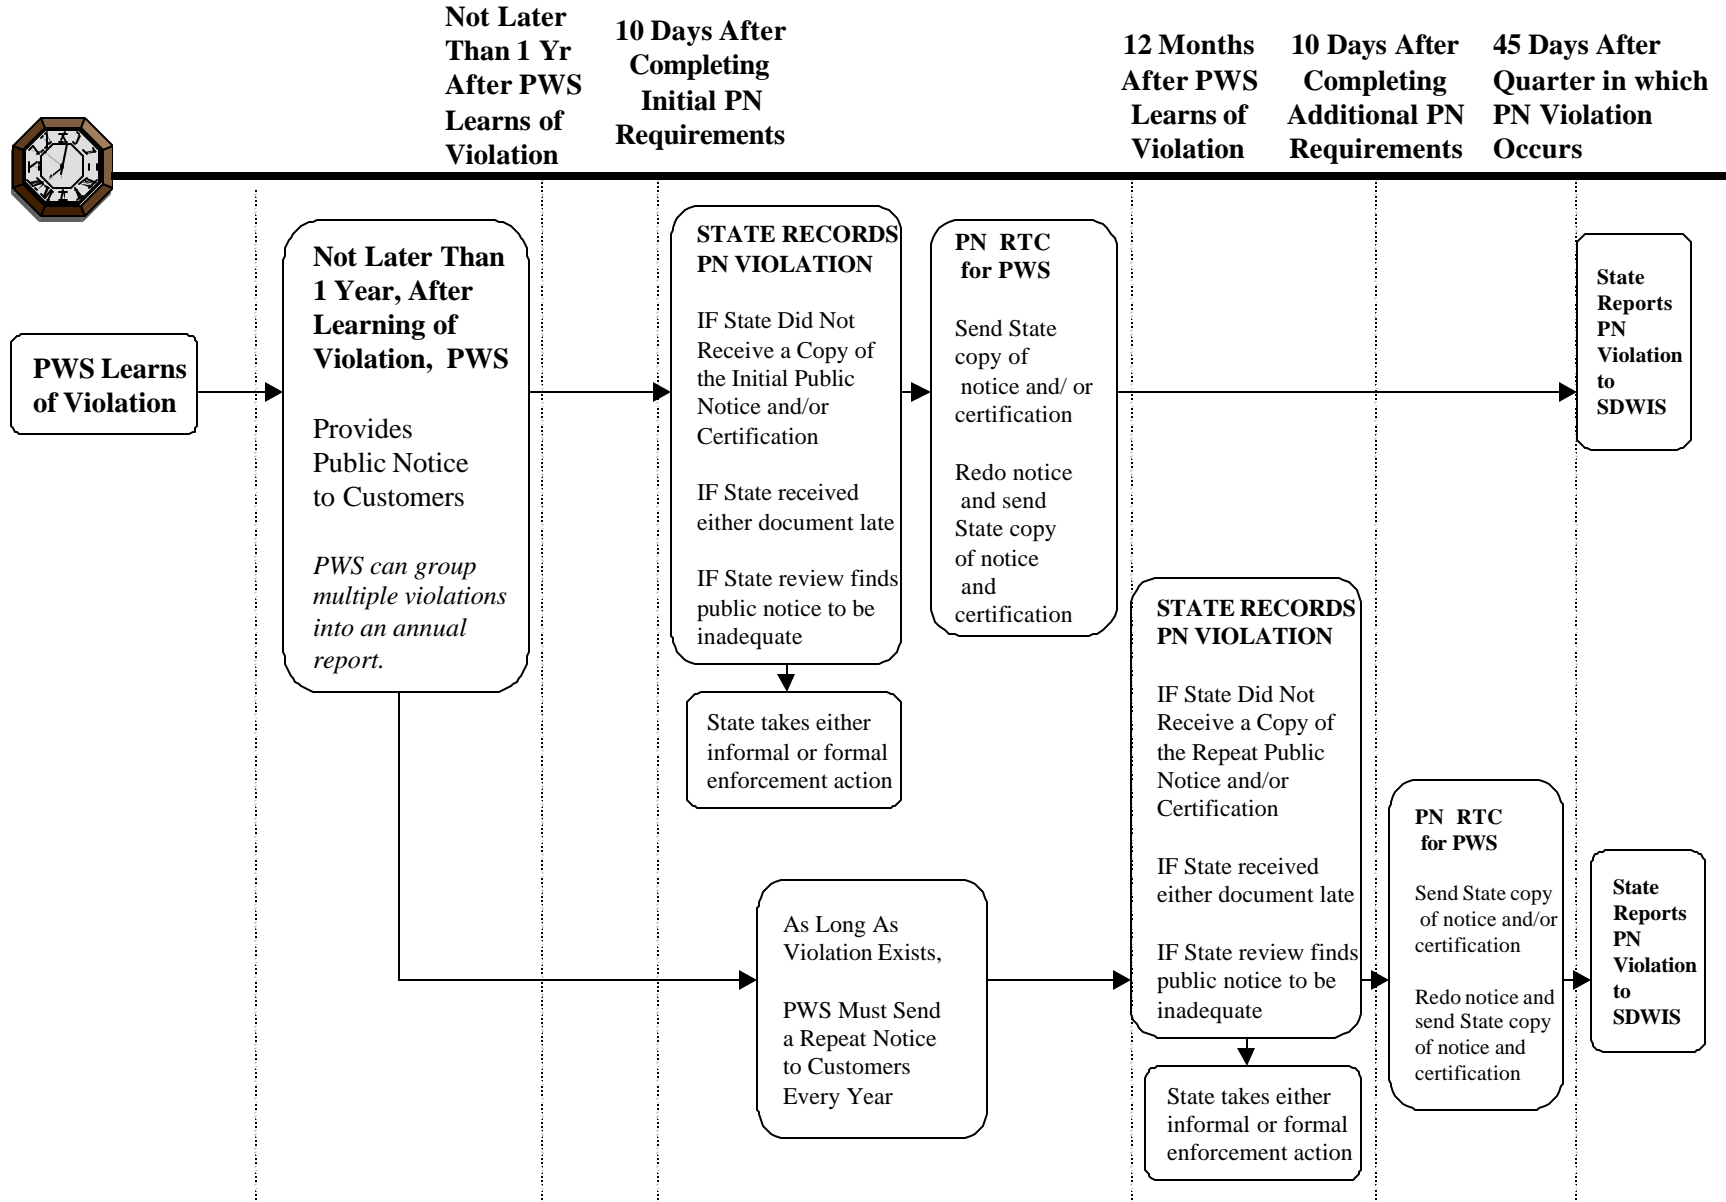 Not Later
Than 1 Yr
After PWS
Learns of
Violation
10 Days After
Completing
Initial PN
Requirements
12 Months
After PWS
Learns of
Violation
10 Days After
Completing
Additional PN
Requirements
45 Days After
Quarter in which
PN Violation
Occurs
PWS Learns
of Violation
Not Later Than
1 Year, After
Learning of
Violation, PWS
Provides
Public Notice
to Customers
PWS can group
multiple violations
into an annual
report.
STATE RECORDS
PN VIOLATION
IF State Did Not
Receive a Copy of
the Initial Public
Notice and/or
Certification
IF State received
either document late
IF State review finds
public notice to be
inadequate
State takes either
informal or formal
enforcement action
PN RTC
for PWS
Send State
copy of
notice and/ or
certification
Redo notice
and send
State copy
of notice
and
certification
State
Reports
PN
Violation
to
SDWIS
As Long As
Violation Exists,
PWS Must Send
a Repeat Notice
to Customers
Every Year
STATE RECORDS
PN VIOLATION
IF State Did Not
Receive a Copy of
the Repeat Public
Notice and/or
Certification
IF State received
either document late
IF State review finds
public notice to be
inadequate
State takes either
informal or formal
enforcement action
PN RTC
for PWS
Send State copy
of notice and/or
certification
Redo notice and
send State copy
of notice and
certification
State
Reports
PN
Violation
to
SDWIS